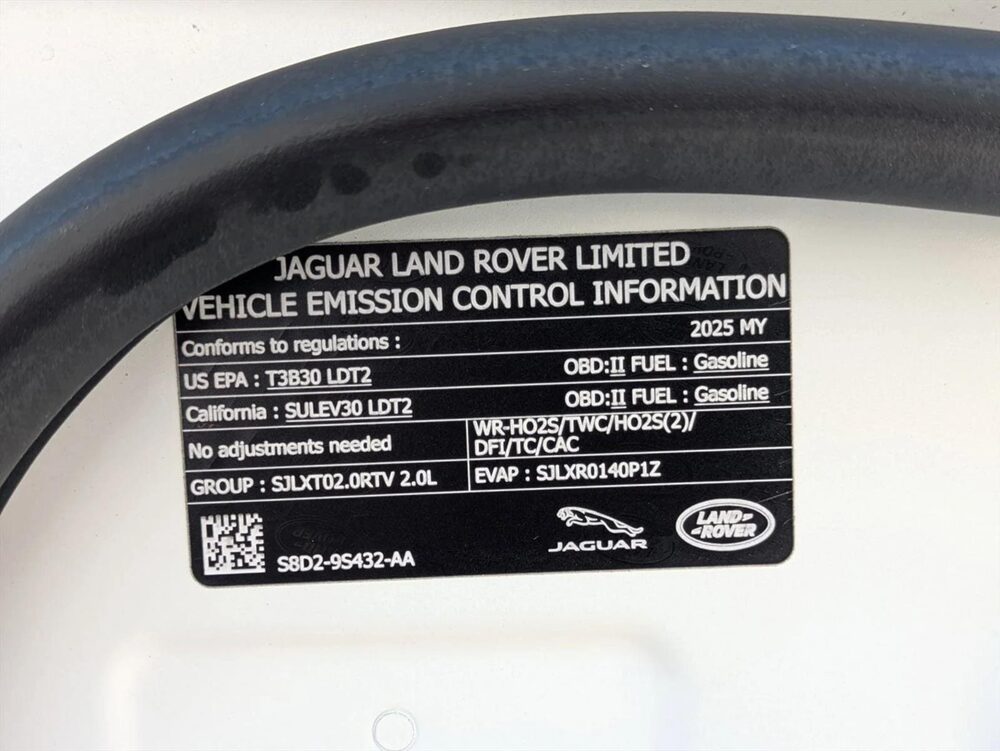 JAGUAR LAND ROVER LIMITED
VEHICLE EMISSION CONTROL INFORMATION
2025 MY
Conforms to regulations :
US EPA : T3B30 LDT2 OBD:II FUEL : Gasoline
California : SULEV30 LDT2 OBD:II FUEL : Gasoline
No adjustments needed
WR-HO2S/TWC/HO2S(2)/
DFI/TC/CAC
GROUP : SJLXT02.0RTV 2.0L
EVAP : SJLXR0140P1Z
S8D2-9S432-AA
JAGUAR
LAND
ROVER